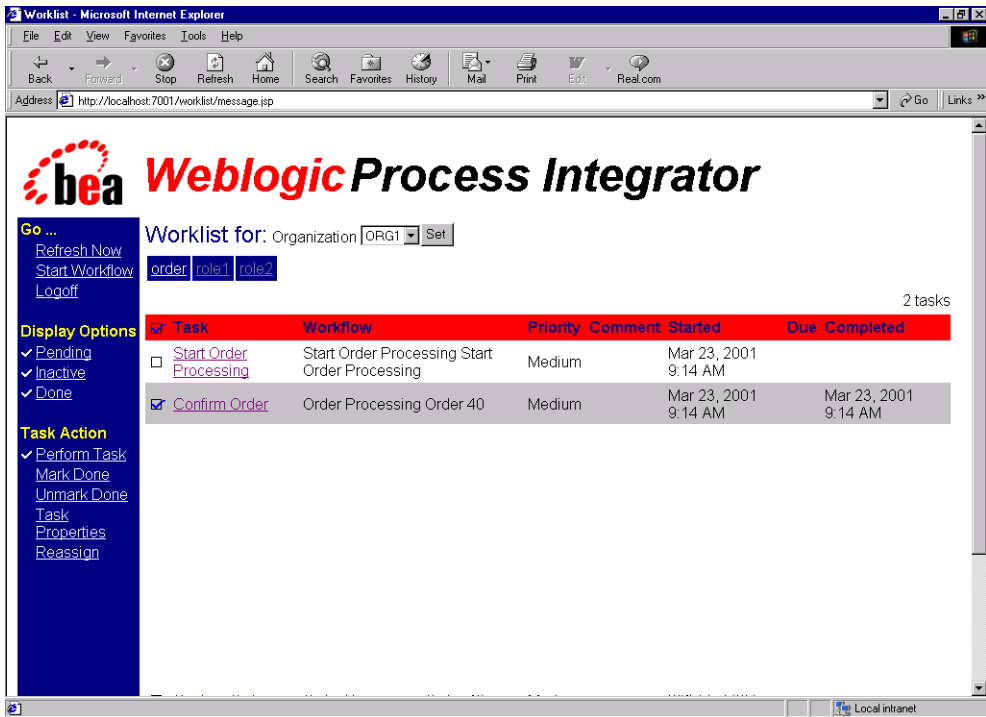 Worklist - Microsoft Internet Explorer
File Edit View Favorites Tools Help
Back Forward Stop Refresh Home Search Favorites History Mail Print Edit Real.com
Address http://localhost:7001/worklist/message.jsp Go Links »
bea Weblogic Process Integrator
Go ...
Refresh Now
Start Workflow
Logoff
Display Options
Pending
Inactive
Done
Task Action
Perform Task
Mark Done
Unmark Done
Task
Properties
Reassign
Worklist for: Organization ORG1 Set
order role1 role2
2 tasks
Task Workflow Priority Comment Started Due Completed
Start Order Processing Start Order Processing Start Order Processing Medium Mar 23, 2001 9:14 AM
Confirm Order Order Processing Order 40 Medium Mar 23, 2001 9:14 AM Mar 23, 2001 9:14 AM
Local intranet